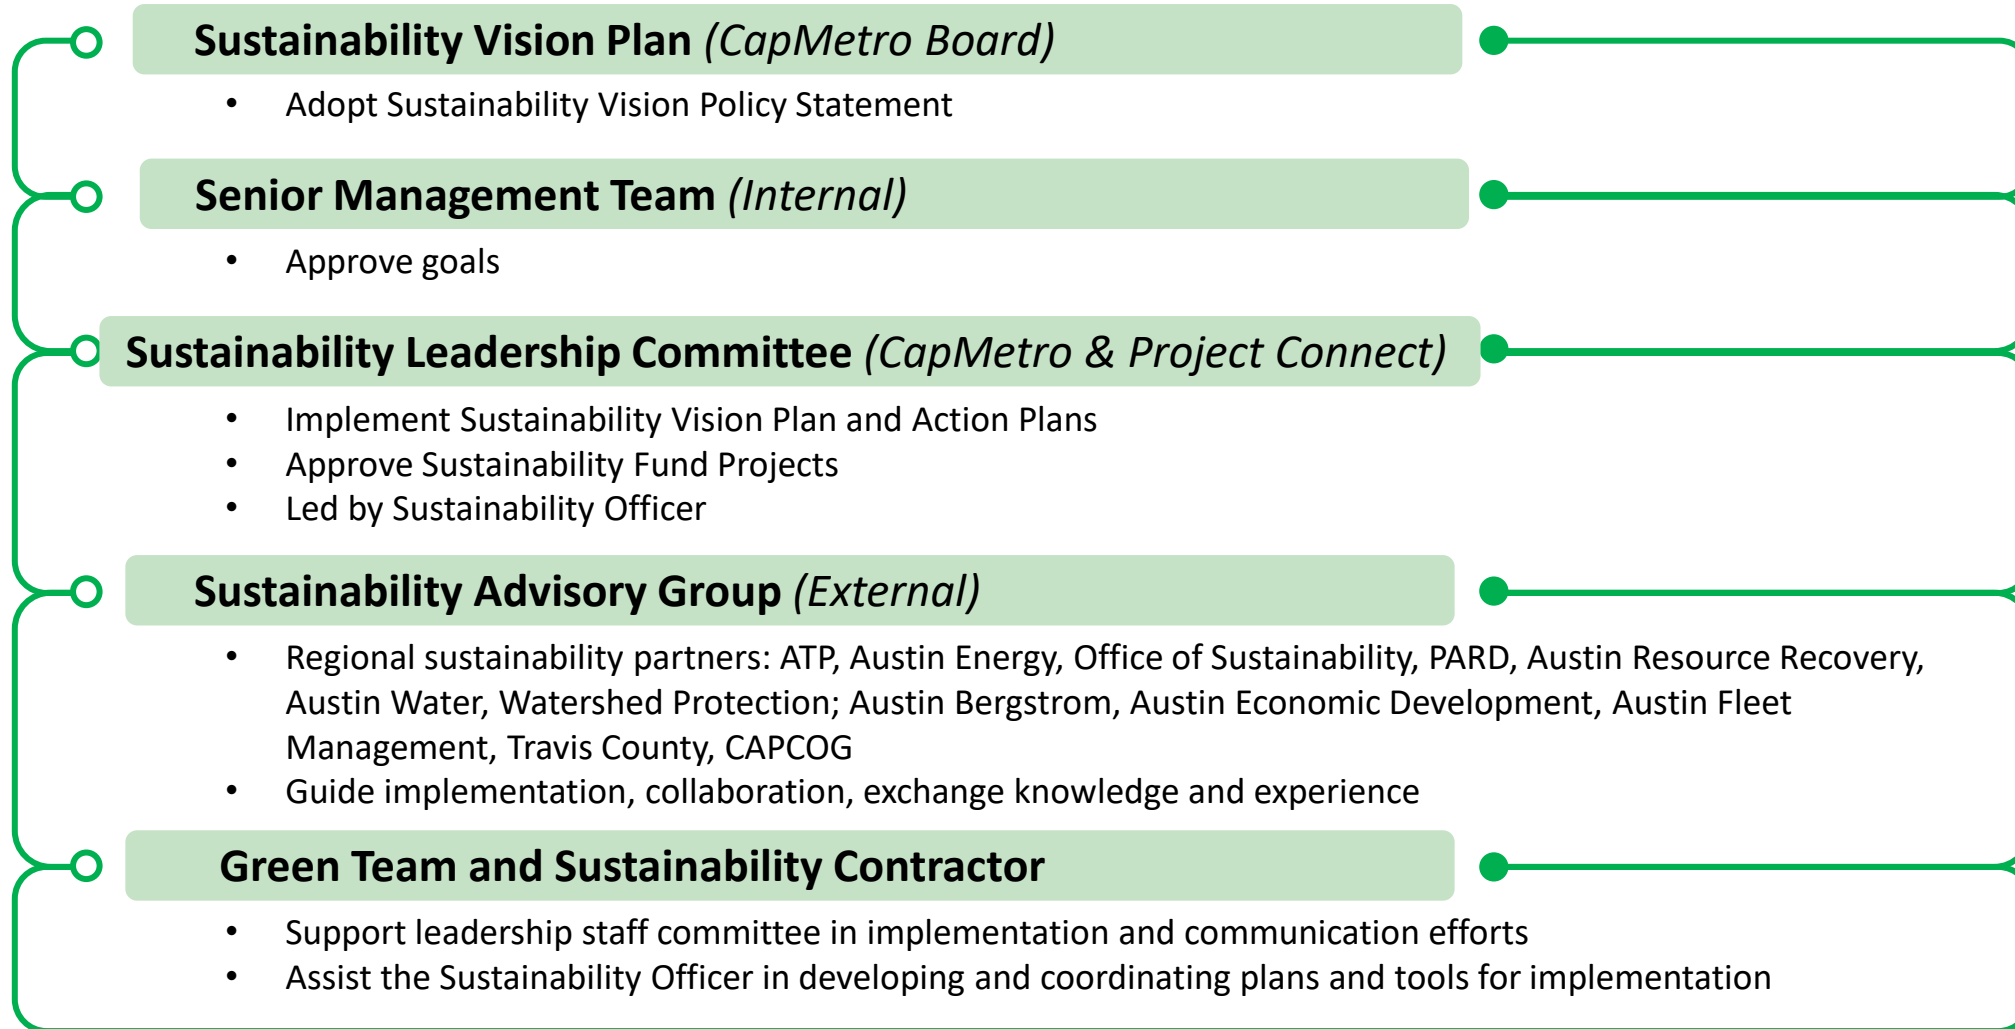 Sustainability Vision Plan (CapMetro Board)
• Adopt Sustainability Vision Policy Statement
Senior Management Team (Internal)
• Approve goals
Sustainability Leadership Committee (CapMetro & Project Connect)
• Implement Sustainability Vision Plan and Action Plans
• Approve Sustainability Fund Projects
• Led by Sustainability Officer
Sustainability Advisory Group (External)
• Regional sustainability partners: ATP, Austin Energy, Office of Sustainability, PARD, Austin Resource Recovery,
Austin Water, Watershed Protection; Austin Bergstrom, Austin Economic Development, Austin Fleet
Management, Travis County, CAPCOG
• Guide implementation, collaboration, exchange knowledge and experience
Green Team and Sustainability Contractor
• Support leadership staff committee in implementation and communication efforts
• Assist the Sustainability Officer in developing and coordinating plans and tools for implementation